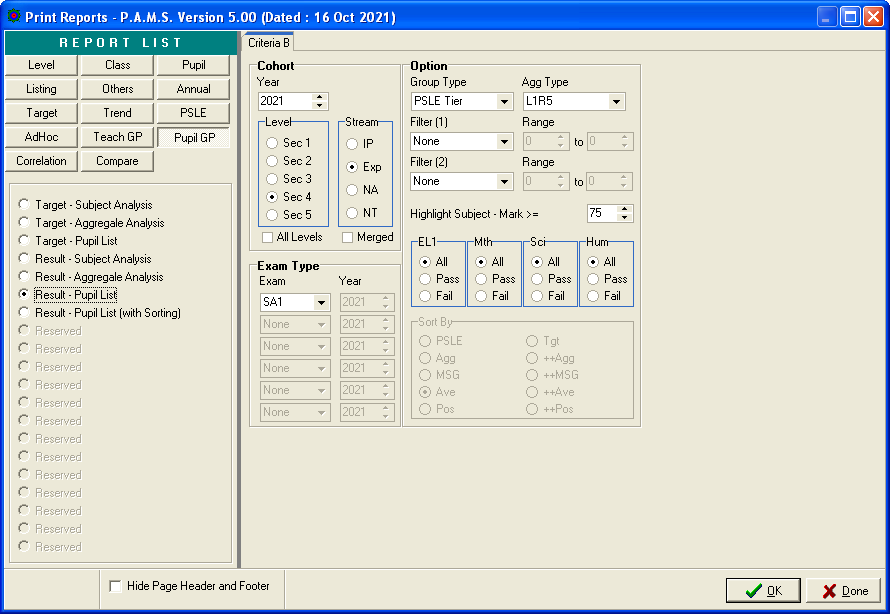 Print Reports - P.A.M.S. Version 5.00 (Dated : 16 Oct 2021)
REPORT LIST
Level Class Pupil
Listing Others Annual
Target Trend PSLE
AdHoc Teach GP Pupil GP
Correlation Compare
Target - Subject Analysis
Target - Aggregale Analysis
Target - Pupil List
Result - Subject Analysis
Result - Aggregale Analysis
Result - Pupil List
Result - Pupil List (with Sorting)
Reserved
Reserved
Reserved
Reserved
Reserved
Reserved
Reserved
Reserved
Reserved
Reserved
Reserved
Reserved
Reserved
Criteria B
Cohort
Year
2021
Level
Sec 1
Sec 2
Sec 3
Sec 4
Sec 5
Stream
IP
Exp
NA
NT
All Levels
Merged
Exam Type
Exam Year
SA1 2021
None 2021
None 2021
None 2021
None 2021
None 2021
Option
Group Type Agg Type
PSLE Tier L1R5
Filter (1) Range
None 0 to 0
Filter (2) Range
None 0 to 0
Highlight Subject - Mark >= 75
EL1 Mth Sci Hum
All All All All
Pass Pass Pass Pass
Fail Fail Fail Fail
Sort By
PSLE Tgt
Agg ++Agg
MSG ++MSG
Ave ++Ave
Pos ++Pos
Hide Page Header and Footer
OK
Done